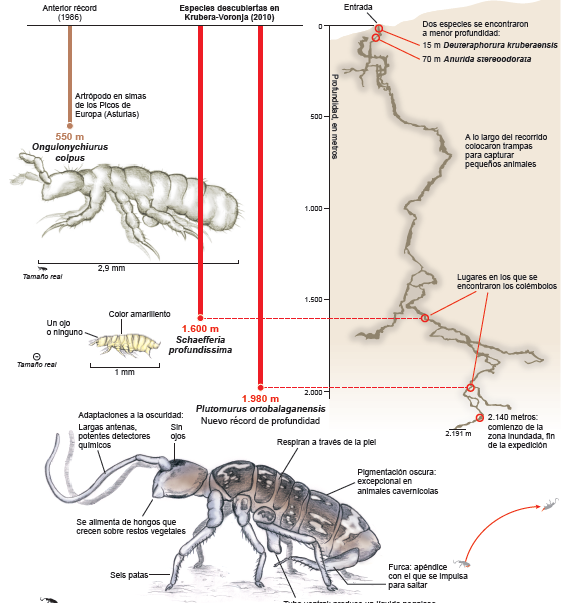 Anterior récord
(1986)
Especies descubiertas en
Krubera-Voronja (2010)
Entrada
0
Dos especies se encontraron
a menor profundidad:
15 m Deuteraphorura kruberaensis
70 m Anurida stereoodorata
Profundidad, en metros
Artrópodo en simas
de los Picos de
Europa (Asturias)
550 m
Ongulonychiurus
colpus
500
A lo largo del recorrido
colocaron trampas
para capturar
pequeños animales
1.000
2,9 mm
Tamaño real
Lugares en los que se
encontraron los colémbolos
1.500
Color amarillento
Un ojo
o ninguno
Tamaño real
1 mm
1.600 m
Schaefferia
profundissima
1.980 m
Plutomurus ortobalaganensis
Nuevo récord de profundidad
2.000
2.191 m
2.140 metros:
comienzo de la
zona inundada, fin
de la expedición
Adaptaciones a la oscuridad:
Largas antenas,
potentes detectores
químicos
Sin
ojos
Respiran a través de la piel
Pigmentación oscura:
excepcional en
animales cavernícolas
Se alimenta de hongos que
crecen sobre restos vegetales
Seis patas
Furca: apéndice
con el que se impulsa
para saltar